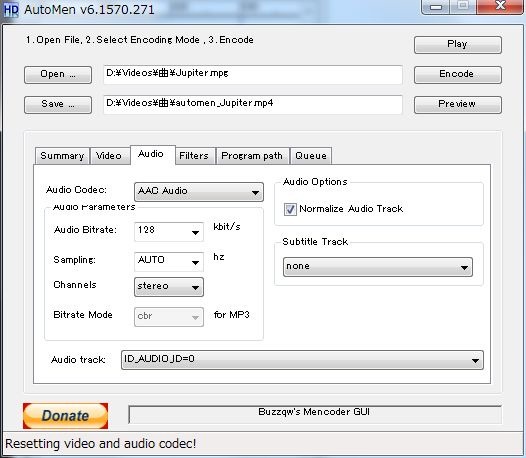 HD AutoMen v6.1570.271
1.Open File, 2. Select Encoding Mode , 3. Encode
Play
Open ...
D:¥Videos¥曲¥Jupiter.mpg
Encode
Save ...
D:¥Videos¥曲¥automen_Jupiter.mp4
Preview
Summary Video Audio Filters Program path Queue
Audio Codec: AAC Audio
Audio Options
Normalize Audio Track
Audio Parameters
Audio Bitrate: 128 kbit/s
Subtitle Track
Sampling: AUTO hz
none
Channels stereo
Bitrate Mode cbr for MP3
Audio track: ID_AUDIO_ID=0
Donate
Buzzqw's Mencoder GUI
Resetting video and audio codec!